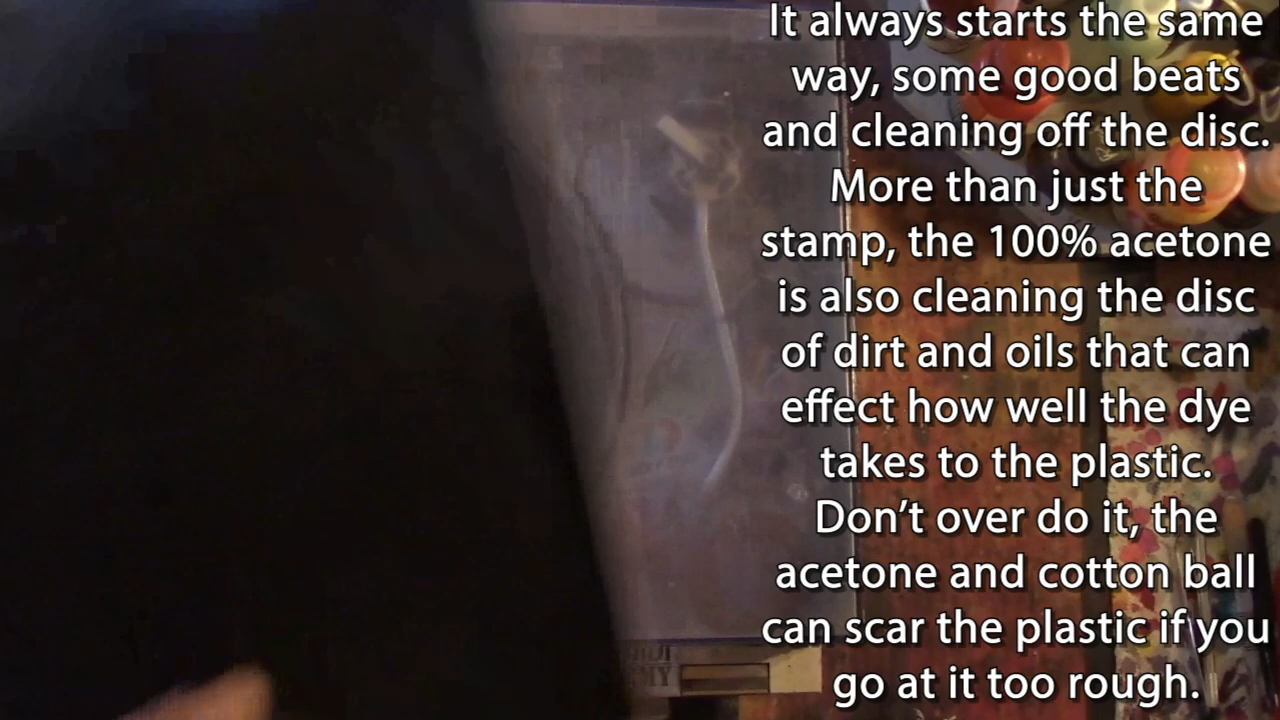 It always starts the same
way, some good beats
and cleaning off the disc.
More than just the
stamp, the 100% acetone
is also cleaning the disc
of dirt and oils that can
effect how well the dye
takes to the plastic.
Don't over do it, the
acetone and cotton ball
can scar the plastic if you
go at it too rough.